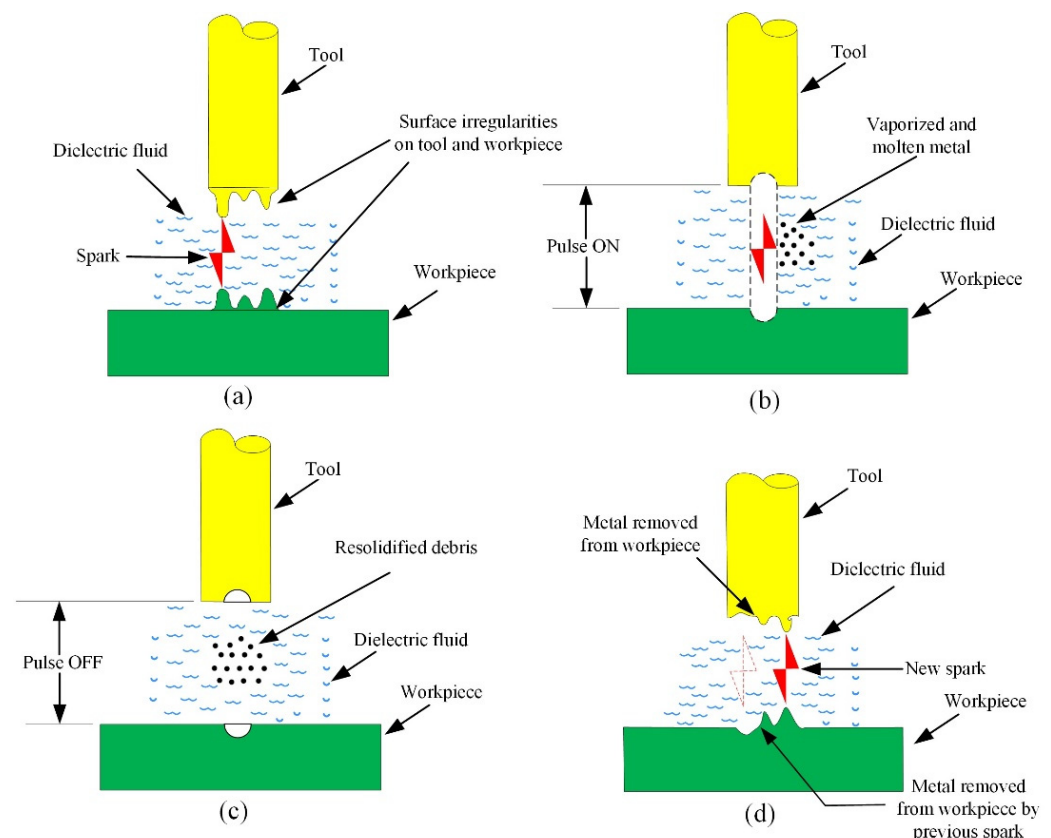 Tool
Surface irregularities
on tool and workpiece
Dielectric fluid
Spark
Workpiece
(a)
Tool
Vaporized and
molten metal
Pulse ON
Dielectric fluid
Workpiece
(b)
Tool
Resolidified debris
Pulse OFF
Dielectric fluid
Workpiece
(c)
Tool
Metal removed
from workpiece
Dielectric fluid
New spark
Workpiece
(d)
Metal removed
from workpiece by
previous spark